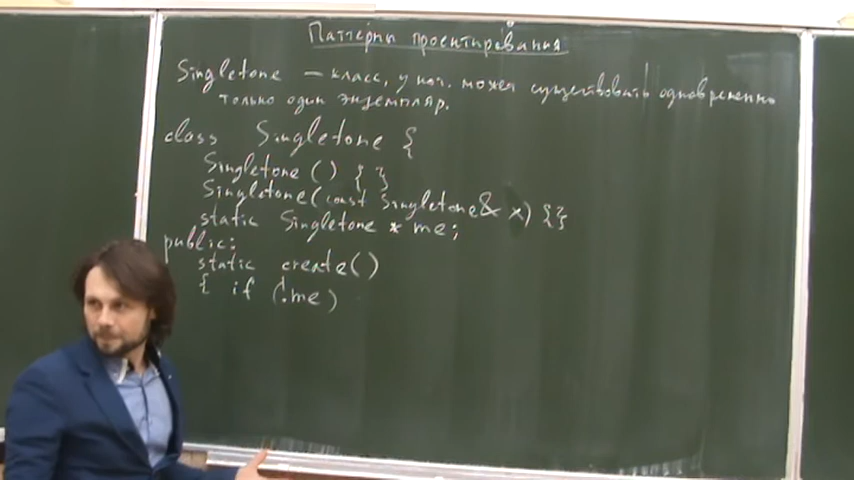 Паттерны проектирования
Singletone — класс, у кот. может существовать одновременно
только один экземпляр.
class Singletone {
Singletone () { }
Singletone (const Singletone & x) {}
static Singletone * me;
public:
static create()
{ if (!me)